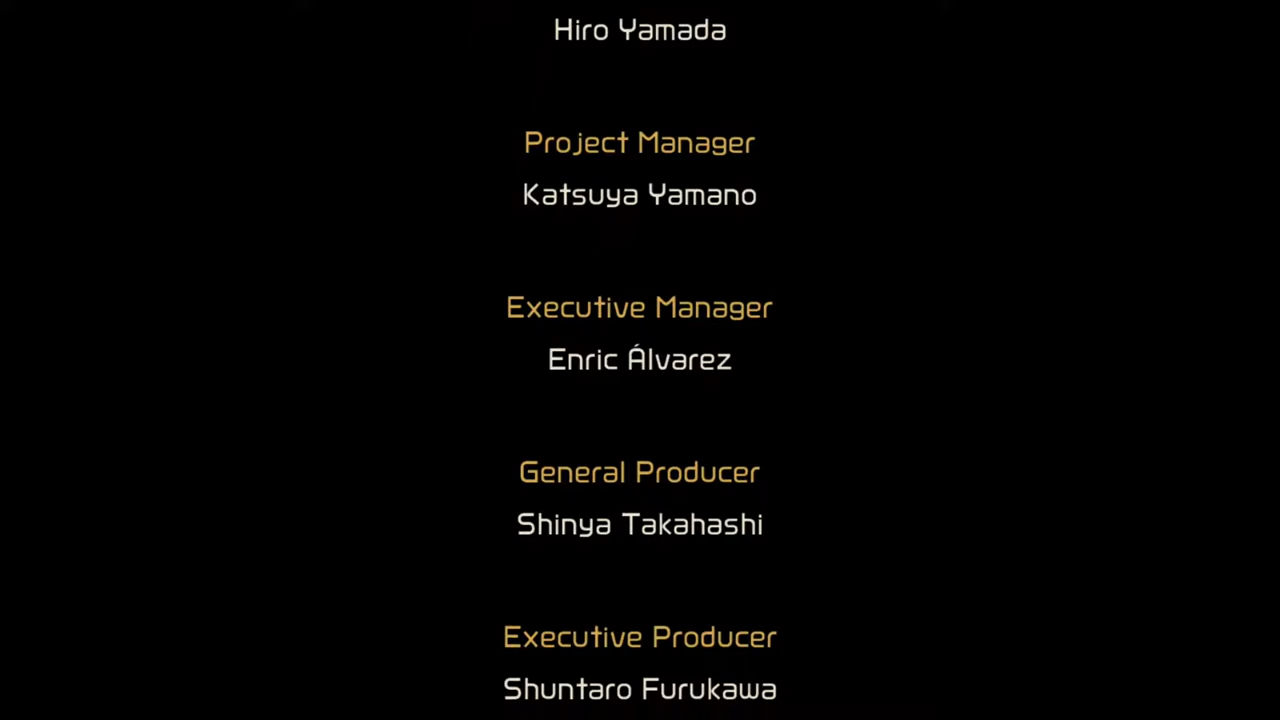 Hiro Yamada
Project Manager
Katsuya Yamano
Executive Manager
Enric Álvarez
General Producer
Shinya Takahashi
Executive Producer
Shuntaro Furukawa